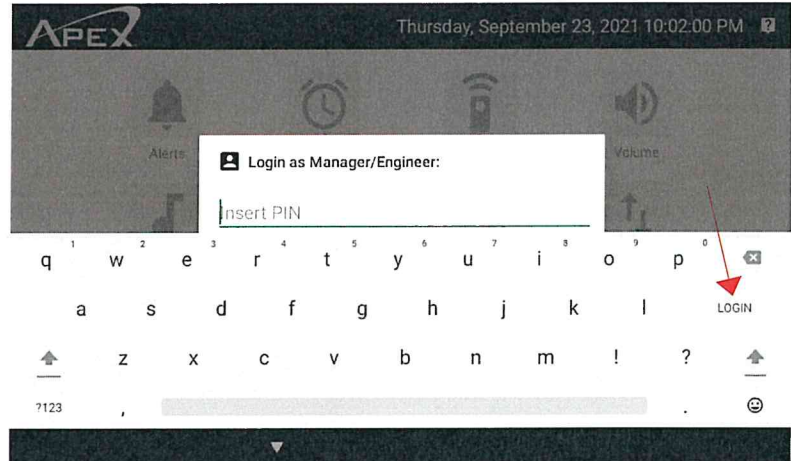 APEX
Thursday, September 23, 2021 10:02:00 PM
Alerts
Volume
Login as Manager/Engineer:
Insert PIN
1 2 3 4 5 6 7 8 9 0
q w e r t y u i o p
a s d f g h j k l LOGIN
z x c v b n m ! ?
?123 , .